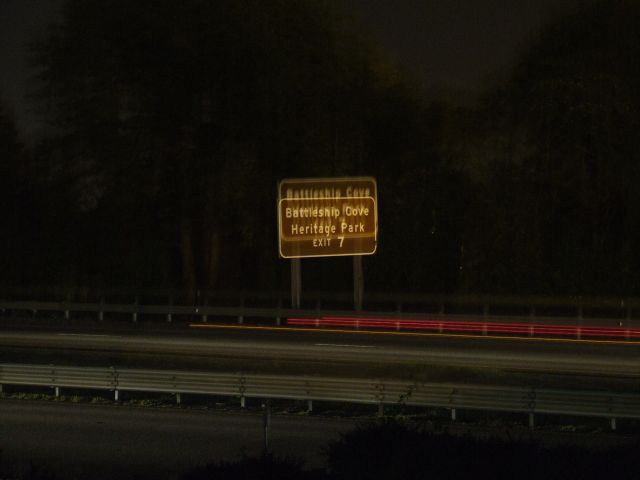 Battleship Cove
Battleship Cove
Heritage Park
EXIT 7